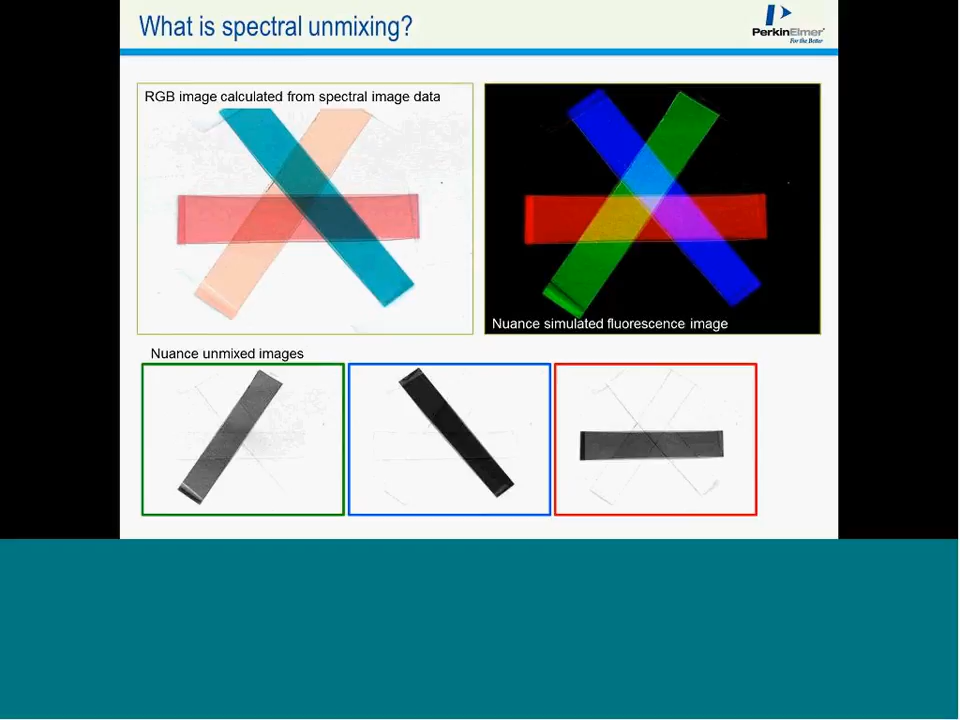 What is spectral unmixing?
PerkinElmer
For the Better
RGB image calculated from spectral image data
Nuance simulated fluorescence image
Nuance unmixed images